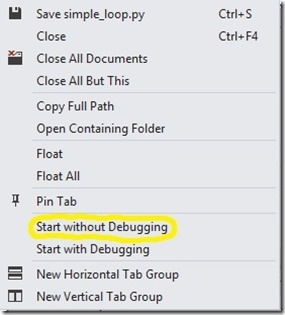 Save simple_loop.py Ctrl+S
Close Ctrl+F4
Close All Documents
Close All But This
Copy Full Path
Open Containing Folder
Float
Float All
Pin Tab
Start without Debugging
Start with Debugging
New Horizontal Tab Group
New Vertical Tab Group